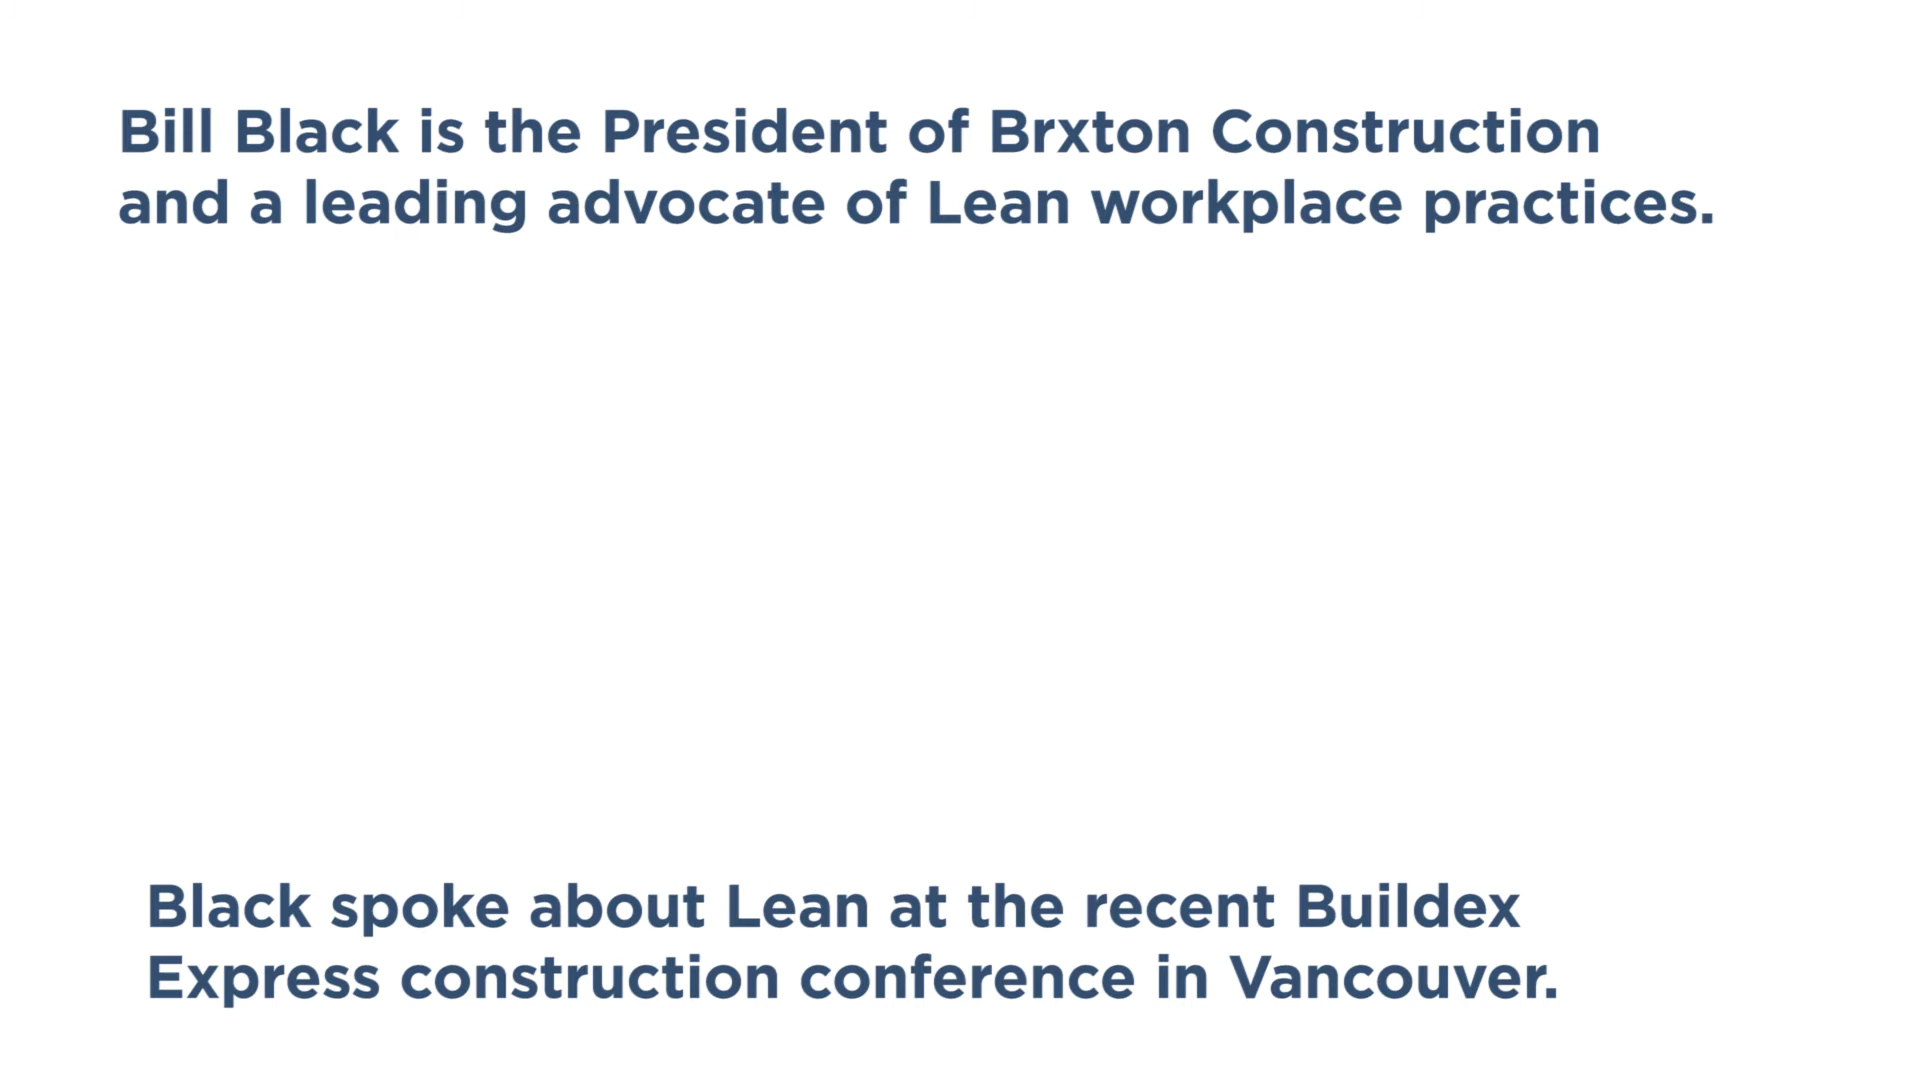 Bill Black is the President of Brxton Construction
and a leading advocate of Lean workplace practices.
Black spoke about Lean at the recent Buildex
Express construction conference in Vancouver.